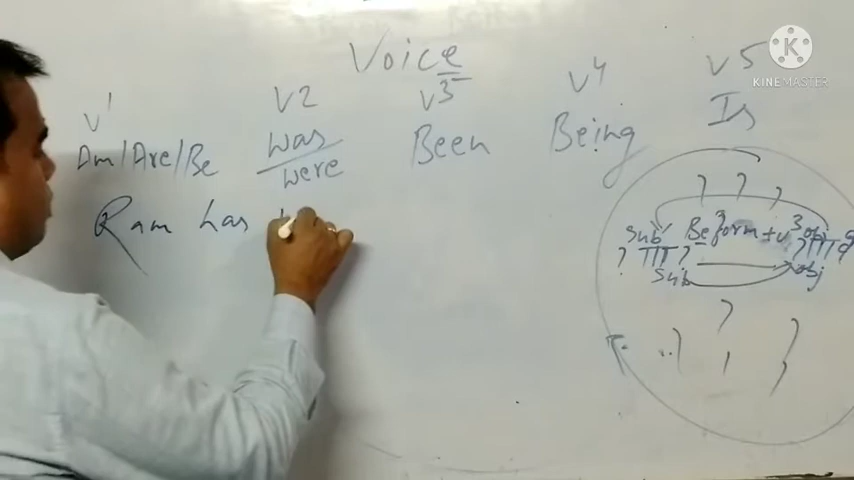 Voice
V1 V2 V3 V4 V5
Am/Are/Be Was Been Being Is
were
Ram has
Sub Be form + V3 obj
Sub obj
KINEMASTER